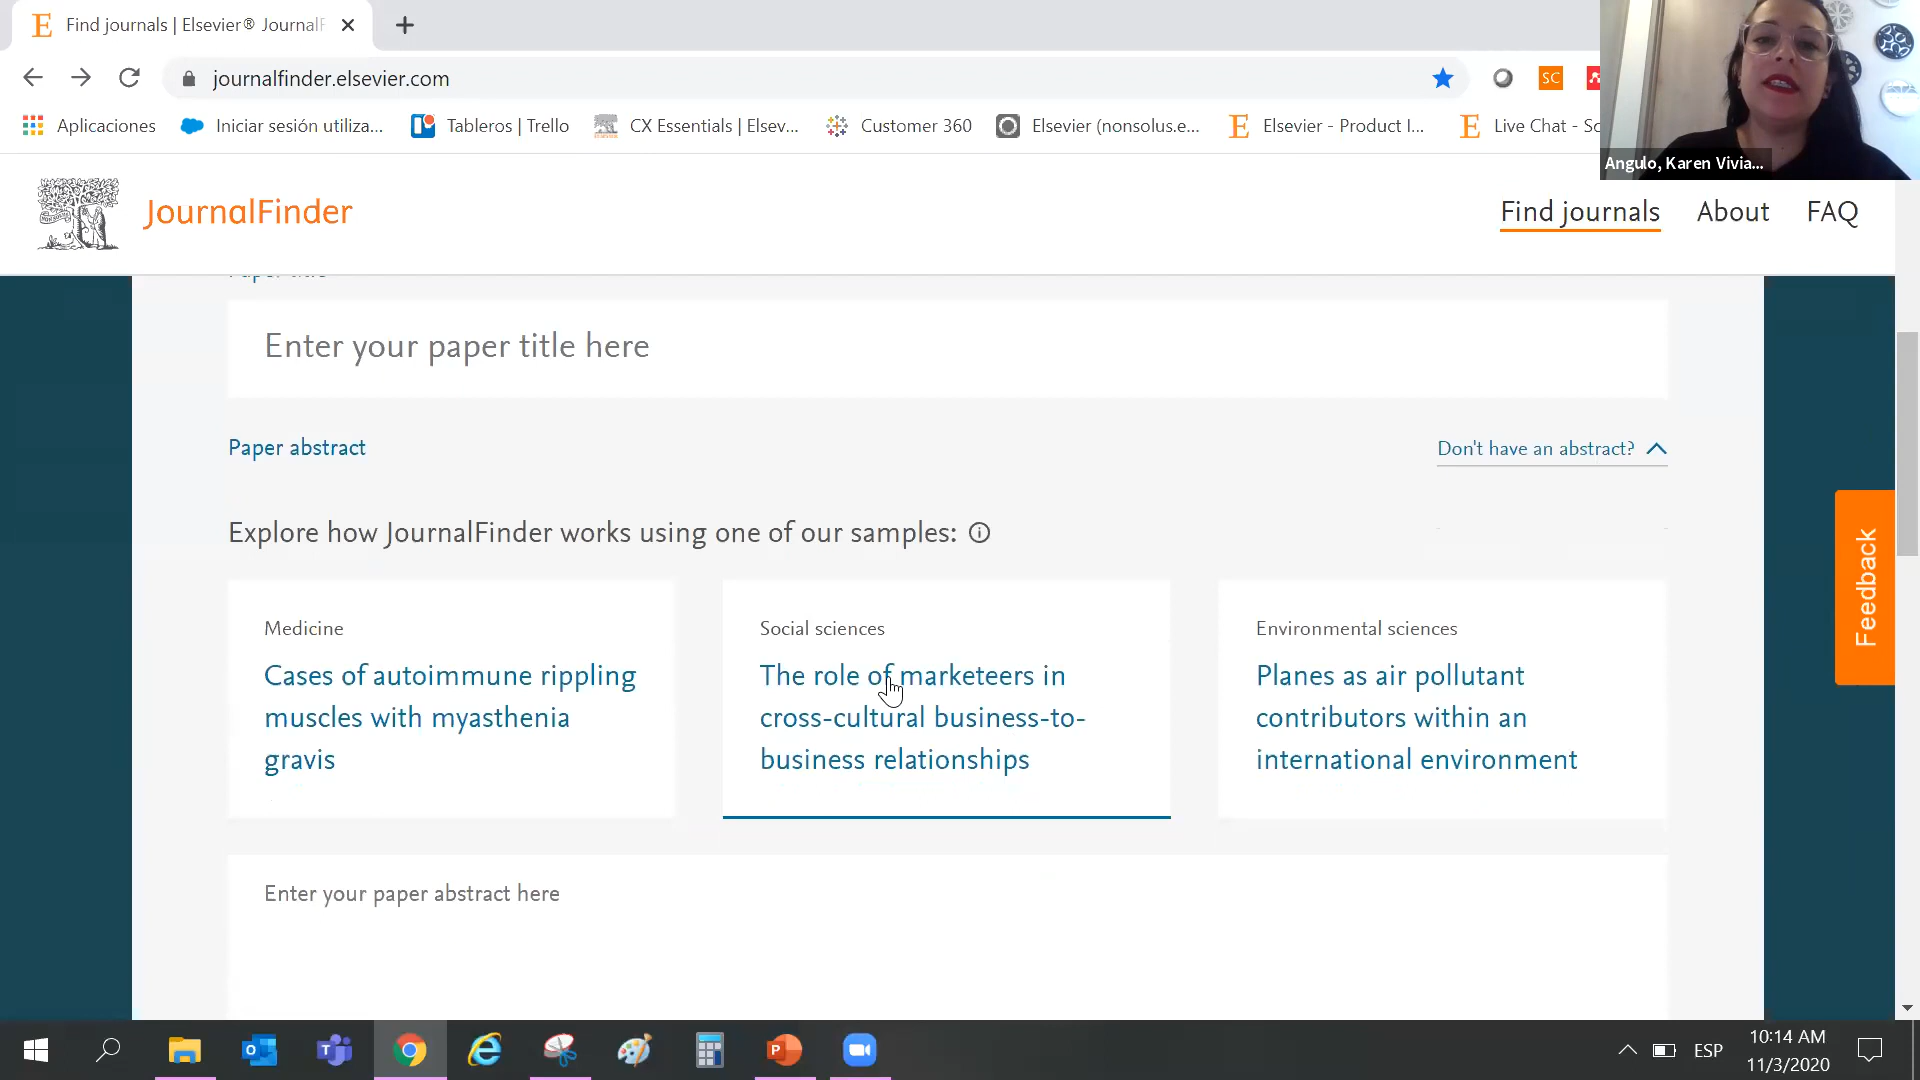 Find journals | Elsevier® Journal
journalfinder.elsevier.com
SC
Aplicaciones
Iniciar sesión utiliza...
Tableros | Trello
CX Essentials | Elsev...
Customer 360
Elsevier (nonsolus.e...
Elsevier - Product I...
Live Chat - Sc
Angulo, Karen Vivia...
JournalFinder
Find journals
About
FAQ
Paper title
Enter your paper title here
Paper abstract
Don't have an abstract?
Explore how JournalFinder works using one of our samples:
Medicine
Cases of autoimmune rippling
muscles with myasthenia
gravis
Social sciences
The role of marketeers in
cross-cultural business-to-
business relationships
Environmental sciences
Planes as air pollutant
contributors within an
international environment
Feedback
Enter your paper abstract here
ESP
10:14 AM
11/3/2020